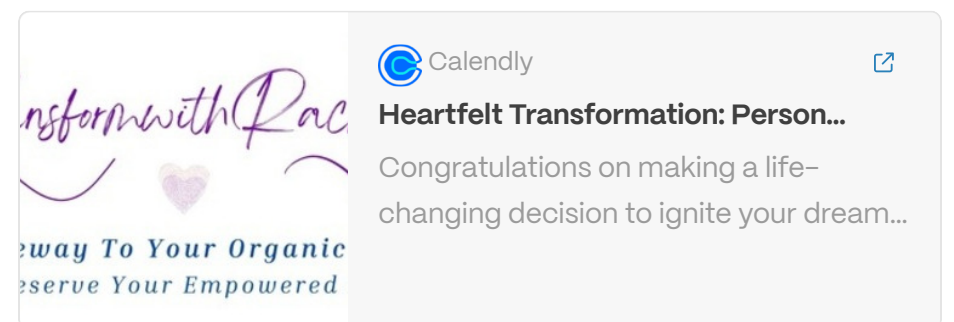 nsformwithRac
eway To Your Organic
eserve Your Empowered
Calendly
Heartfelt Transformation: Person...
Congratulations on making a life-
changing decision to ignite your dream...